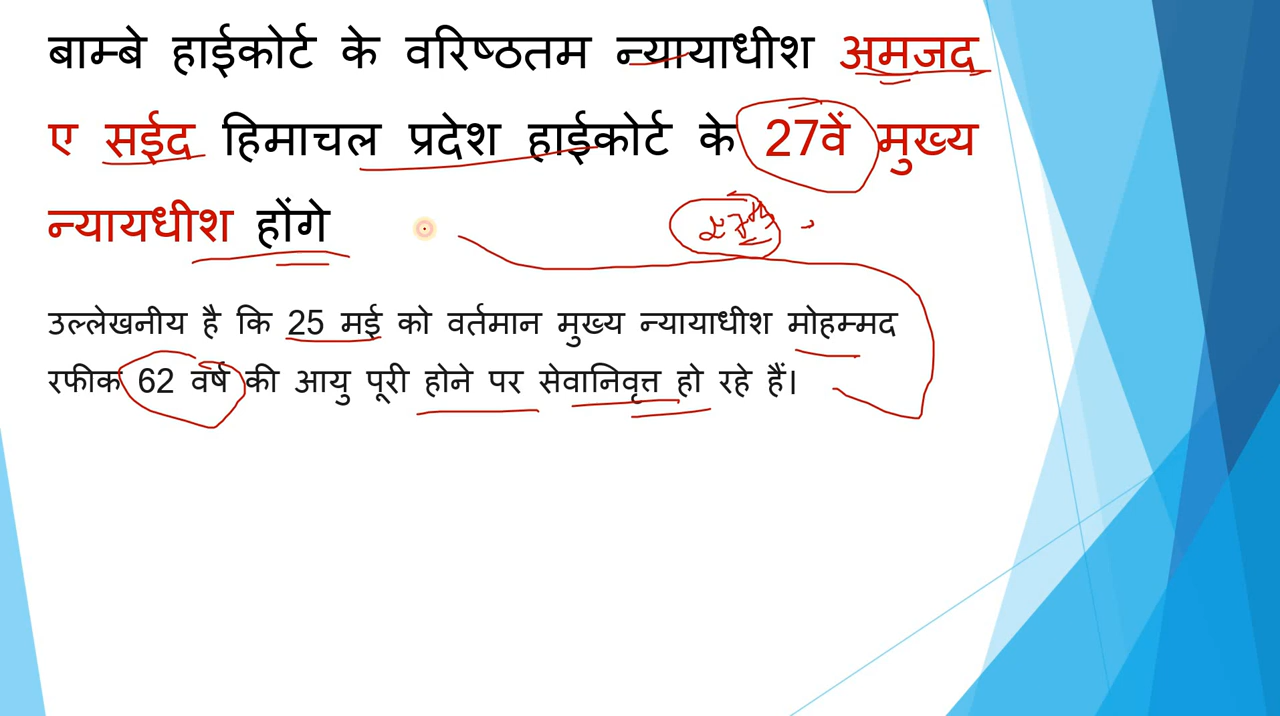 बाम्बे हाईकोर्ट के वरिष्ठतम न्यायाधीश अमजद
ए सईद हिमाचल प्रदेश हाईकोर्ट के 27वें मुख्य
न्यायधीश होंगे
27th
उल्लेखनीय है कि 25 मई को वर्तमान मुख्य न्यायाधीश मोहम्मद
रफीक 62 वर्ष की आयु पूरी होने पर सेवानिवृत्त हो रहे हैं।